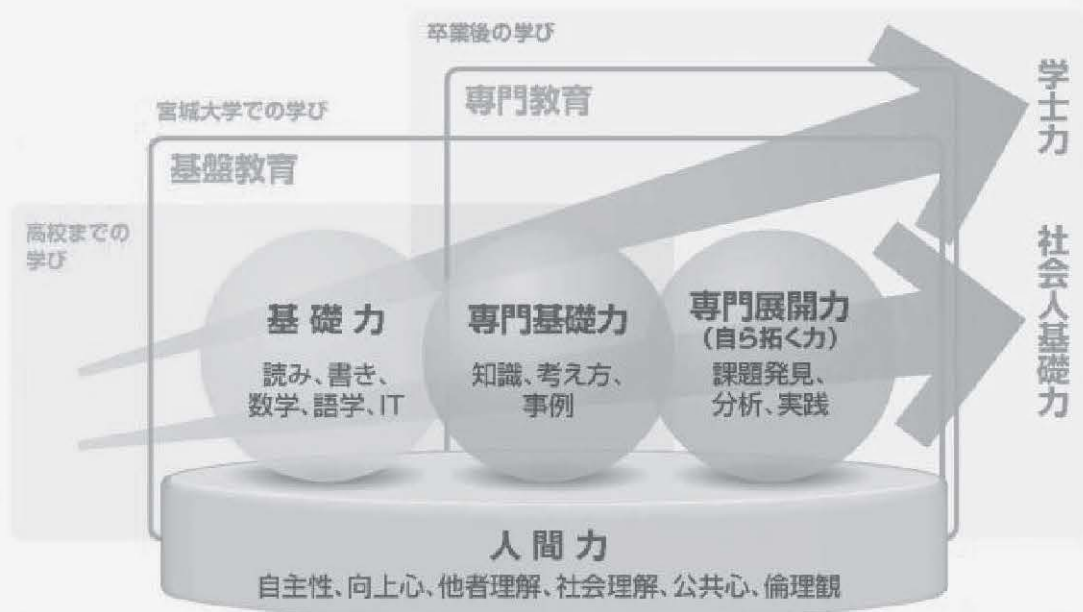 卒業後の学び
専門教育
宮城大学での学び
基盤教育
高校までの
学び
学士力
社会人基礎力
基礎力
読み、書き、
数学、語学、IT
専門基礎力
知識、考え方、
事例
専門展開力
(自ら拓く力)
課題発見、
分析、実践
人間力
自主性、向上心、他者理解、社会理解、公共心、倫理観